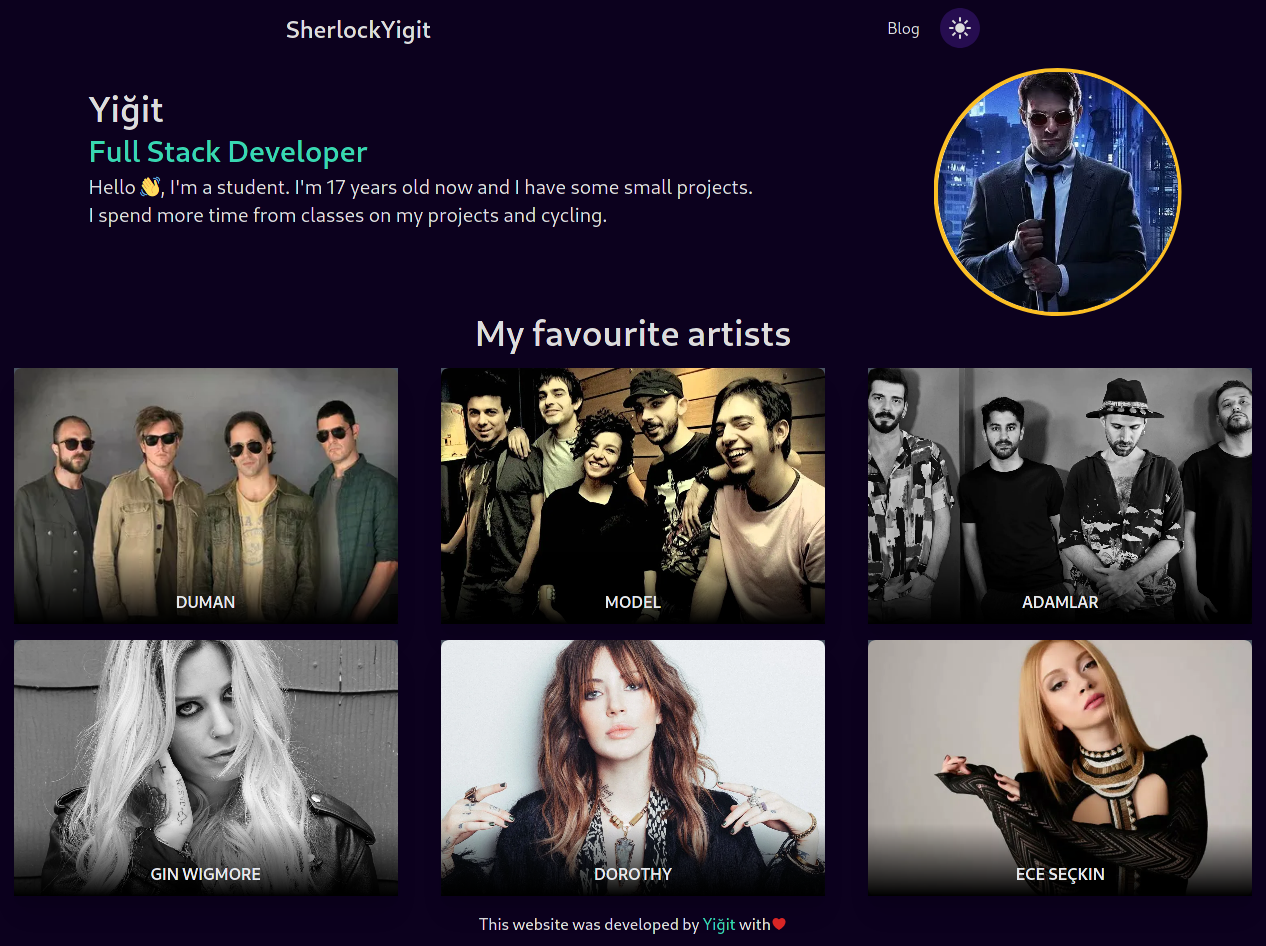 SherlockYigit
Blog
Yiğit
Full Stack Developer
Hello 👋, I'm a student. I'm 17 years old now and I have some small projects.
I spend more time from classes on my projects and cycling.
My favourite artists
DUMAN
MODEL
ADAMLAR
GIN WIGMORE
DOROTHY
ECE SEÇKIN
This website was developed by Yiğit with❤️